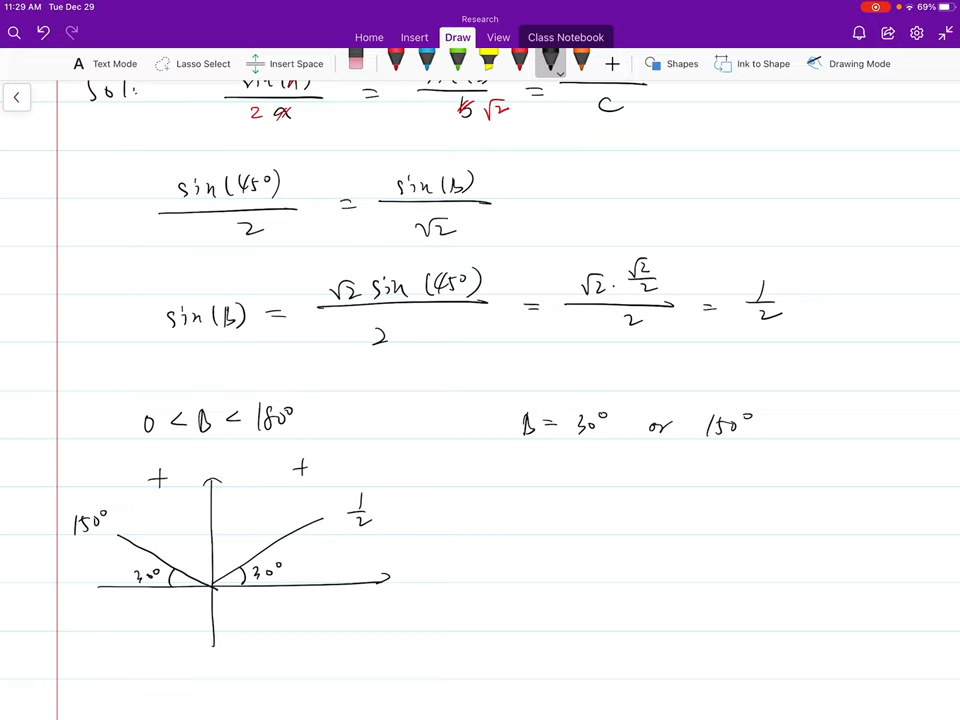 11:29 AM Tue Dec 29
69%
Research
Home Insert Draw View Class Notebook
Text Mode Lasso Select Insert Space Shapes Ink to Shape Drawing Mode
Sol:
= =
2 a b √2 C
sin(45°) / 2 = sin(B) / √2
sin(B) = √2 sin(45°) / 2 = √2 · √2/2 / 2 = 1/2
0 < B < 180° B = 30° or 150°
+ +
150° 1/2
30° 30°